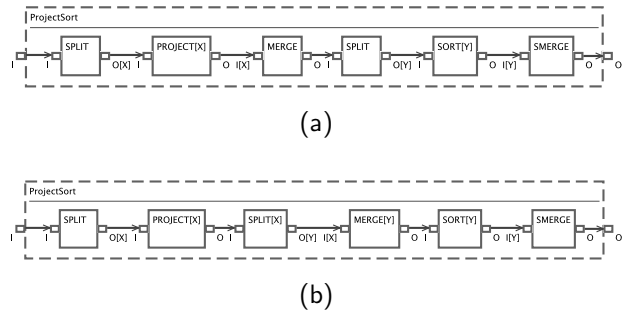 ProjectSort
SPLIT PROJECT[X] MERGE SPLIT SORT[Y] SMERGE
I I O[X] I O I[X] O I O[Y] I O I[Y] O O
(a)
ProjectSort
SPLIT PROJECT[X] SPLIT[X] MERGE[Y] SORT[Y] SMERGE
I I O[X] I O I O[Y] I[X] O I O I[Y] O O
(b)